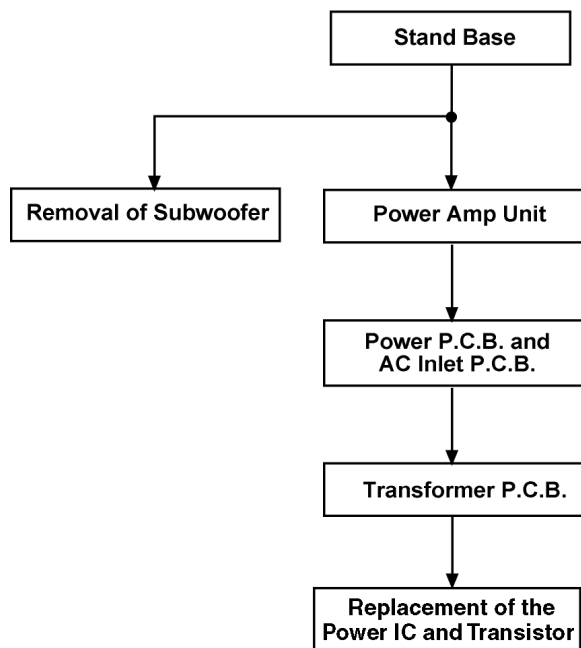 Stand Base
Removal of Subwoofer
Power Amp Unit
Power P.C.B. and
AC Inlet P.C.B.
Transformer P.C.B.
Replacement of the
Power IC and Transistor